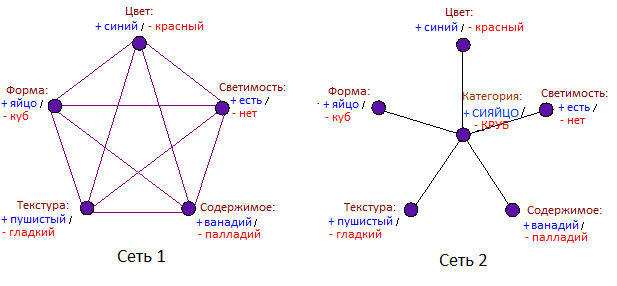 Цвет:
+ синий / - красный
Форма:
+ яйцо /
- куб
Светимость:
+ есть /
- нет
Текстура:
+ пушистый /
- гладкий
Содержимое:
+ ванадий /
- палладий
Сеть 1
Цвет:
+ синий / - красный
Форма:
+ яйцо /
- куб
Категория:
+ СИЯЙЦО /
- КРУБ
Светимость:
+ есть /
- нет
Текстура:
+ пушистый /
- гладкий
Содержимое:
+ ванадий /
- палладий
Сеть 2